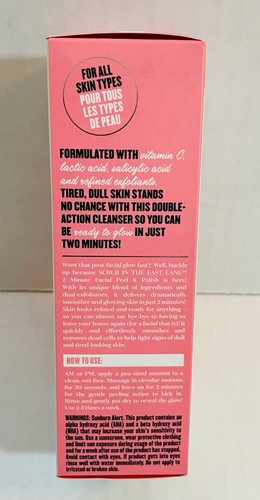 FOR ALL
SKIN TYPES
POUR TOUS
LES TYPES
DE PEAU
FORMULATED WITH vitamin C,
lactic acid, salicylic acid
and refined exfoliants.
TIRED, DULL SKIN STANDS
NO CHANCE WITH THIS DOUBLE-
ACTION CLEANSER SO YOU CAN
BE ready to glow IN JUST
TWO MINUTES!
Want that post facial glow fast? Well, buckle
up because SCRUB IN THE FAST LANE™
2 Minute Facial Peel & Polish is here!
With its unique blend of ingredients and
dual-exfoliators, it delivers dramatically
smoother and glowing skin in just 2 minutes!
Skin looks refined and ready for anything –
so you can almost say bye-bye to having to
leave your house again (for a facial that is!) It
quickly and effortlessly smoothes and
removes dead cells to help fight signs of dull
and tired looking skin.
HOW TO USE:
AM or PM, apply a pea-sized amount to a
clean, wet face. Massage in circular motions
for 30 seconds, and leave on for 2 minutes
for the gentle peeling action to kick in.
Rinse and gently pat dry to reveal the glow!
Use 2-3 times a week.
WARNINGS: Sunburn Alert. This product contains an
alpha hydroxy acid (AHA) and a beta hydroxy acid
(BHA) that may increase your skin's sensitivity to
the sun. Use a sunscreen, wear protective clothing
and limit sun exposure during usage of the product
and for a week after use of the product has stopped.
Avoid contact with eyes. If product gets into eyes
rinse well with water immediately. Do not apply to
irritated or broken skin.